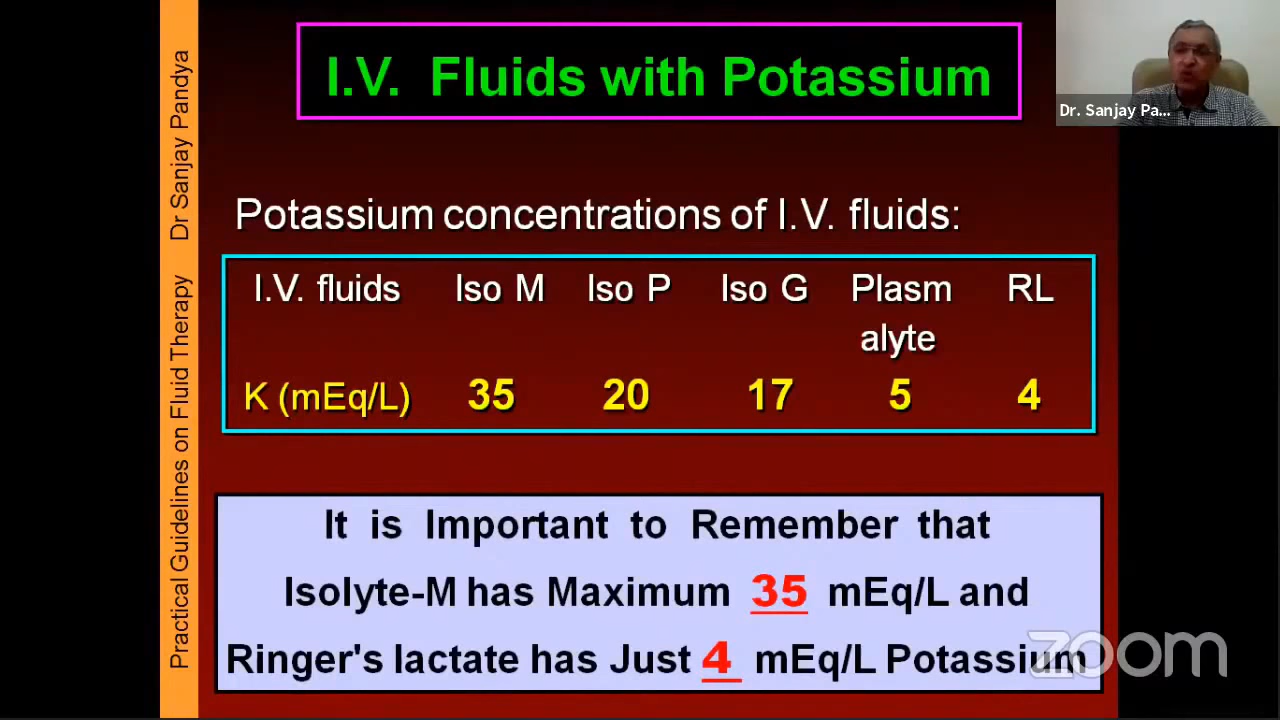 I.V. Fluids with Potassium
Dr. Sanjay Pa...
Practical Guidelines on Fluid Therapy Dr Sanjay Pandya
Potassium concentrations of I.V. fluids:
I.V. fluids Iso M Iso P Iso G Plasm RL
alyte
K (mEq/L) 35 20 17 5 4
It is Important to Remember that
Isolyte-M has Maximum 35 mEq/L and
Ringer's lactate has Just 4 mEq/L Potassium
zoom